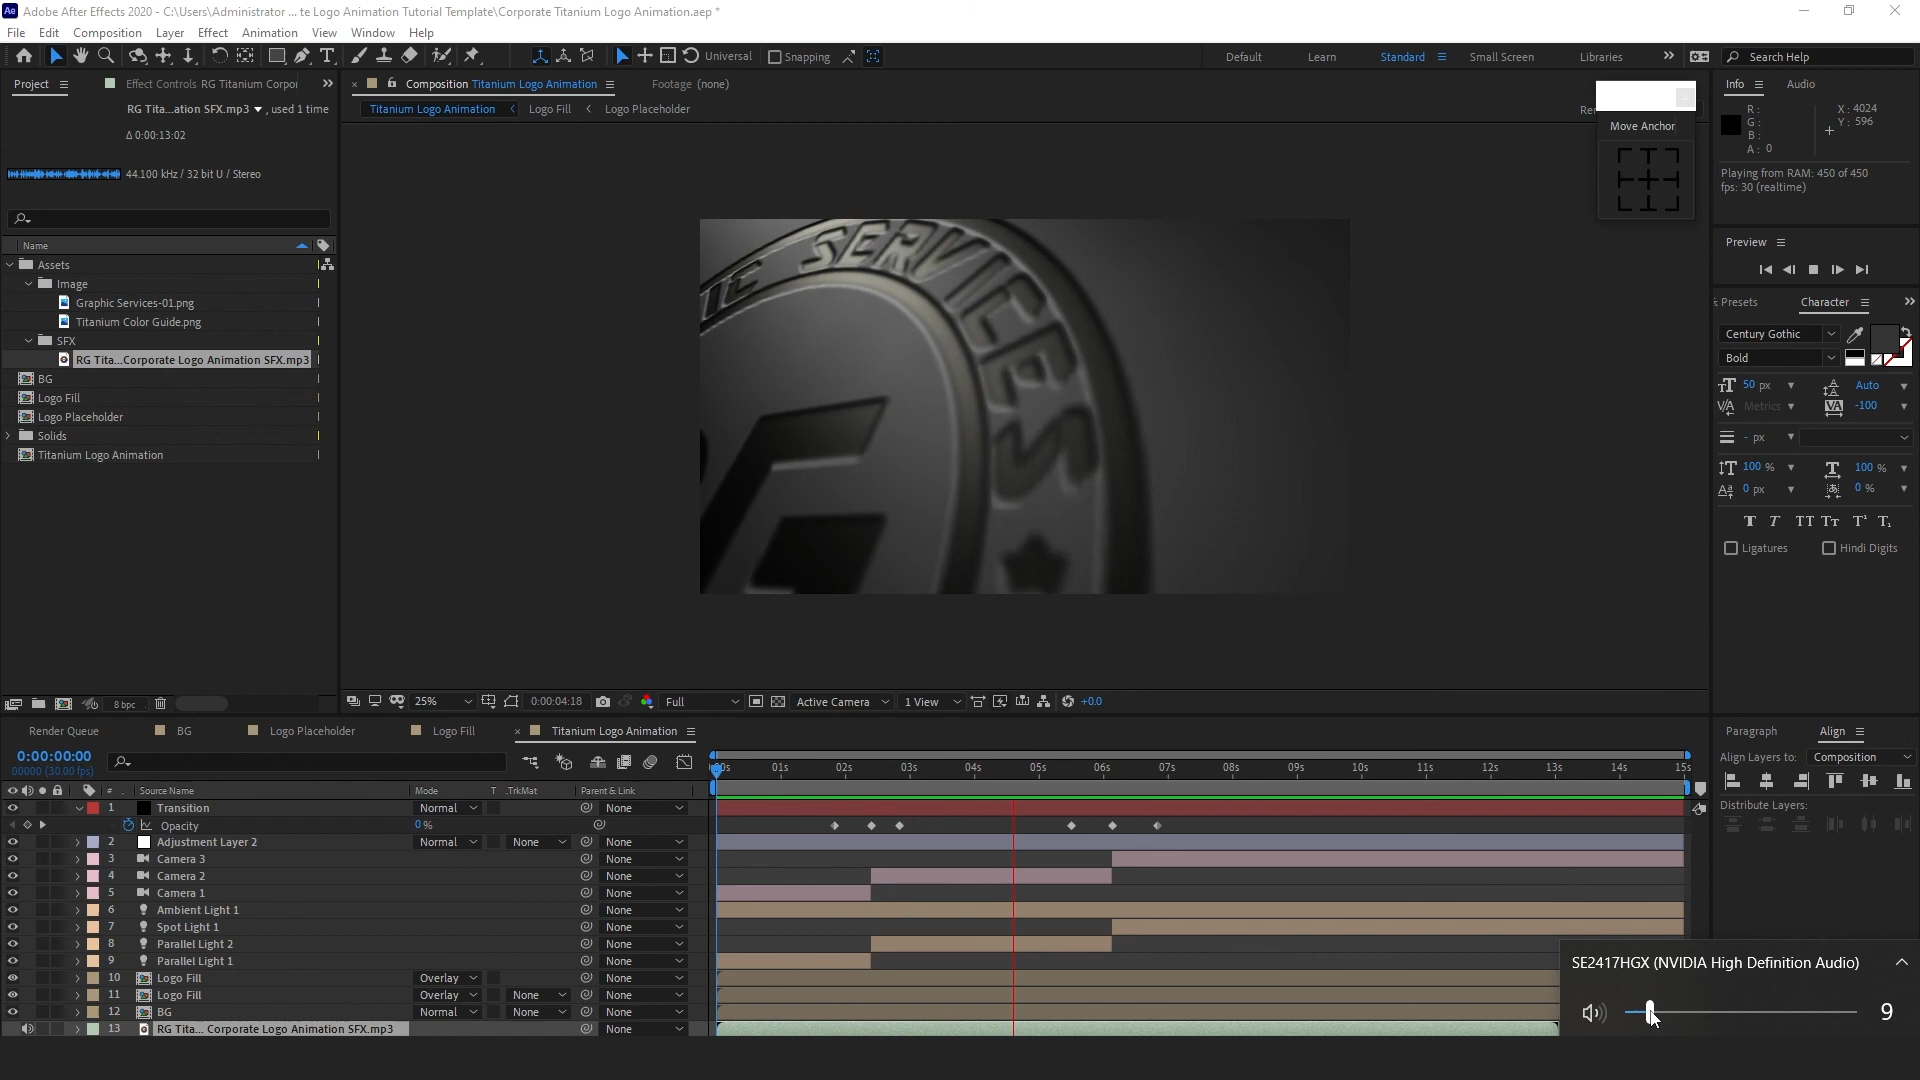 Adobe After Effects 2020 - C:\Users\Administrator ... te Logo Animation Tutorial Template\Corporate Titanium Logo Animation.aep *
File Edit Composition Layer Effect Animation View Window Help
Universal Snapping Default Learn Standard Small Screen Libraries Search Help
Project Effect Controls RG Titanium Corpo Composition Titanium Logo Animation Footage (none) Info Audio
RG Tita...ation SFX.mp3 , used 1 time
Δ 0:00:13:02
44.100 kHz / 32 bit U / Stereo
Titanium Logo Animation Logo Fill Logo Placeholder
Move Anchor
R: X: 4024
G: Y: 596
B:
A: 0
Playing from RAM: 450 of 450
fps: 30 (realtime)
Name
Assets
Image
Graphic Services-01.png
Titanium Color Guide.png
SFX
RG Tita...Corporate Logo Animation SFX.mp3
BG
Logo Fill
Logo Placeholder
Solids
Titanium Logo Animation
SERVICES
Preview
Presets Character
Century Gothic
Bold
50 px Auto
Metrics -100
- px
100 % 100 %
0 px 0 %
T T TT Tt T¹ T₁
Ligatures Hindi Digits
8 bpc 25% 0:00:04:18 Full Active Camera 1 View +0.0
Render Queue BG Logo Placeholder Logo Fill Titanium Logo Animation
Paragraph Align
0:00:00:00
00000 (30.00 fps)
Align Layers to: Composition
01s 02s 03s 04s 05s 06s 07s 08s 09s 10s 11s 12s 13s 14s 15s
# Source Name Mode T .TrkMat Parent & Link
Distribute Layers:
1 Transition Normal None
Opacity 0 %
2 Adjustment Layer 2 Normal None None
3 Camera 3 None
4 Camera 2 None
5 Camera 1 None
6 Ambient Light 1 None
7 Spot Light 1 None
8 Parallel Light 2 None
9 Parallel Light 1 None
10 Logo Fill Overlay None
11 Logo Fill Overlay None None
12 BG Normal None None
13 RG Tita... Corporate Logo Animation SFX.mp3 None
SE2417HGX (NVIDIA High Definition Audio)
9